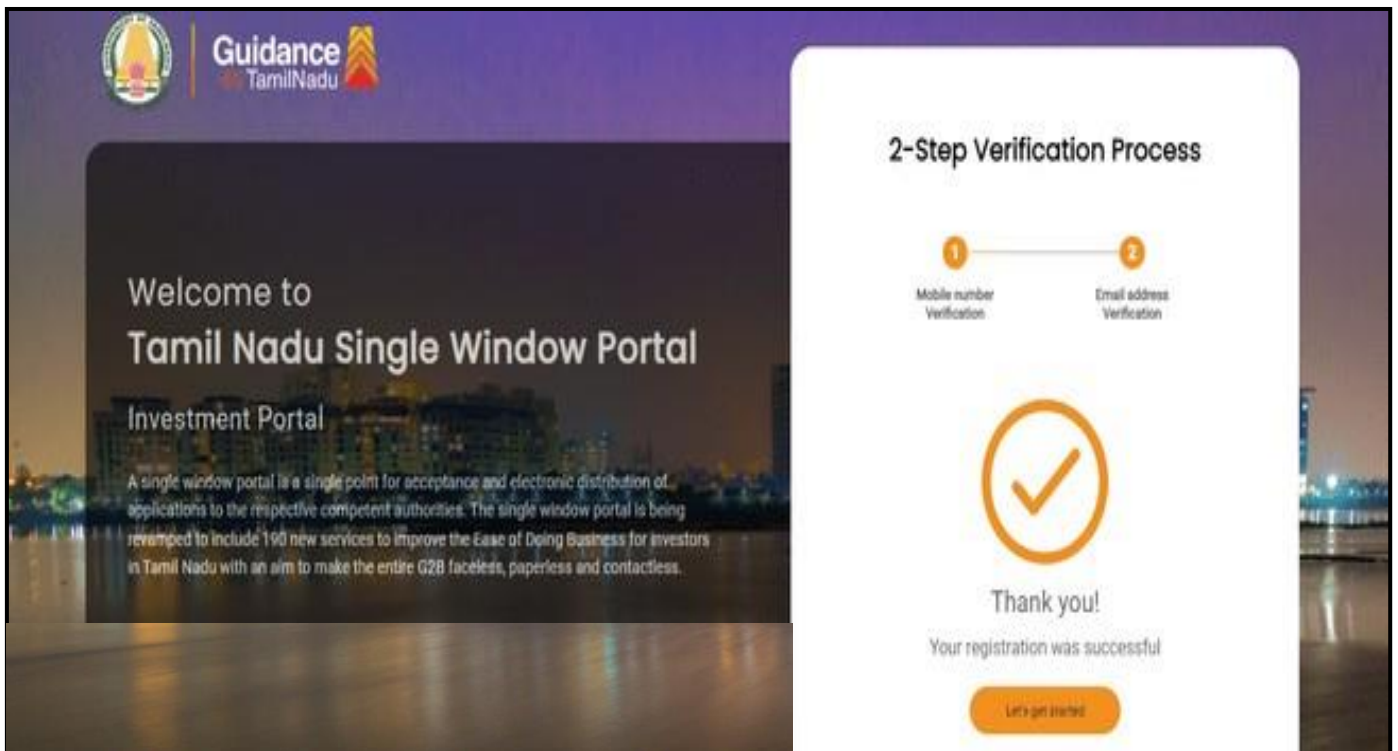 Guidance
TamilNadu
Welcome to
Tamil Nadu Single Window Portal
Investment Portal
A single window portal is a single point for acceptance and electronic distribution of
applications to the respective competent authorities. The single window portal is being
revamped to include 190 new services to improve the Ease of Doing Business for investors
in Tamil Nadu with an aim to make the entire G2B faceless, paperless and contactless.
2-Step Verification Process
1
2
Mobile number
Verification
Email address
Verification
Thank you!
Your registration was successful
Let's get started